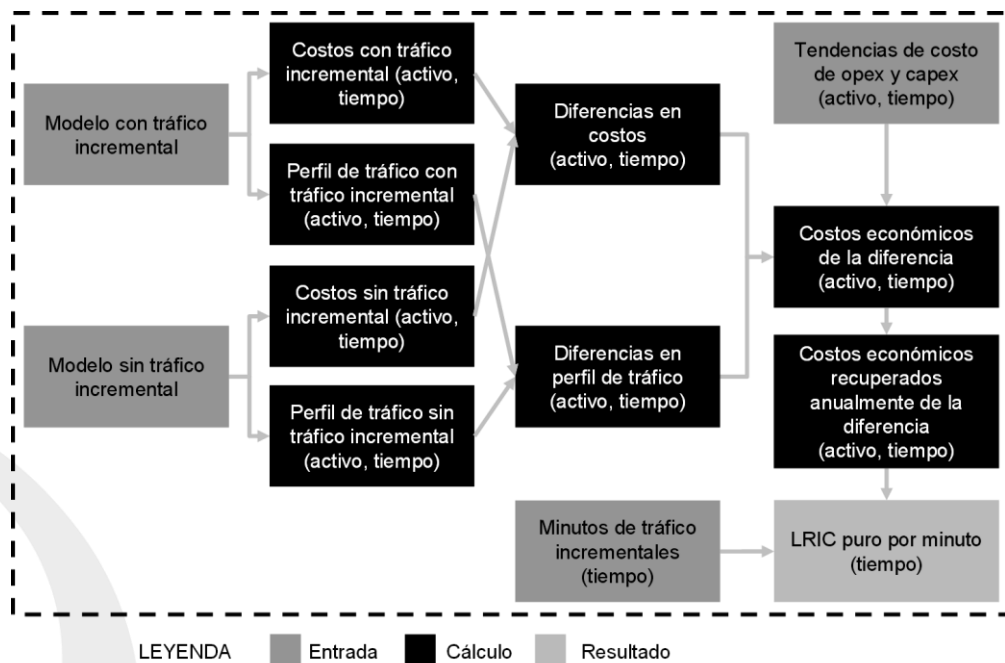 Modelo con tráfico
incremental
Modelo sin tráfico
incremental
Costos con tráfico
incremental (activo,
tiempo)
Perfil de tráfico con
tráfico incremental
(activo, tiempo)
Costos sin tráfico
incremental (activo,
tiempo)
Perfil de tráfico sin
tráfico incremental
(activo, tiempo)
Diferencias en
costos
(activo, tiempo)
Diferencias en
perfil de tráfico
(activo, tiempo)
Minutos de tráfico
incrementales
(tiempo)
Tendencias de costo
de opex y capex
(activo, tiempo)
Costos económicos
de la diferencia
(activo, tiempo)
Costos económicos
recuperados
anualmente de la
diferencia
(activo, tiempo)
LRIC puro por minuto
(tiempo)
LEYENDA Entrada Cálculo Resultado